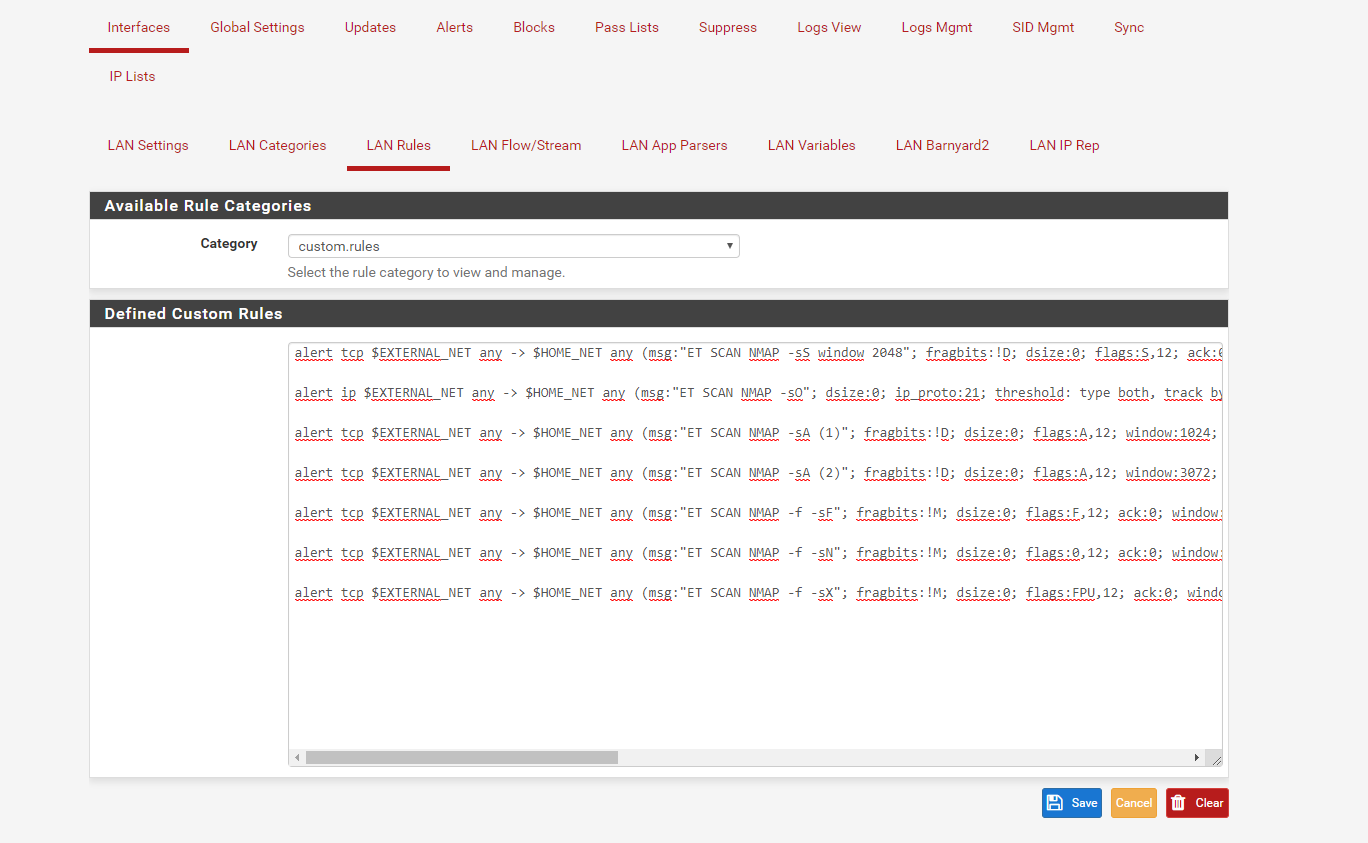 Interfaces Global Settings Updates Alerts Blocks Pass Lists Suppress Logs View Logs Mgmt SID Mgmt Sync
IP Lists
LAN Settings LAN Categories LAN Rules LAN Flow/Stream LAN App Parsers LAN Variables LAN Barnyard2 LAN IP Rep
Available Rule Categories
Category custom.rules
Select the rule category to view and manage.
Defined Custom Rules
alert tcp $EXTERNAL_NET any -> $HOME_NET any (msg:"ET SCAN NMAP -sS window 2048"; fragbits:!D; dsize:0; flags:S,12; ack:0
alert ip $EXTERNAL_NET any -> $HOME_NET any (msg:"ET SCAN NMAP -sO"; dsize:0; ip_proto:21; threshold: type both, track by
alert tcp $EXTERNAL_NET any -> $HOME_NET any (msg:"ET SCAN NMAP -sA (1)"; fragbits:!D; dsize:0; flags:A,12; window:1024;
alert tcp $EXTERNAL_NET any -> $HOME_NET any (msg:"ET SCAN NMAP -sA (2)"; fragbits:!D; dsize:0; flags:A,12; window:3072;
alert tcp $EXTERNAL_NET any -> $HOME_NET any (msg:"ET SCAN NMAP -f -sF"; fragbits:!M; dsize:0; flags:F,12; ack:0; window:
alert tcp $EXTERNAL_NET any -> $HOME_NET any (msg:"ET SCAN NMAP -f -sN"; fragbits:!M; dsize:0; flags:0,12; ack:0; window:
alert tcp $EXTERNAL_NET any -> $HOME_NET any (msg:"ET SCAN NMAP -f -sX"; fragbits:!M; dsize:0; flags:FPU,12; ack:0; windo
Save Cancel Clear